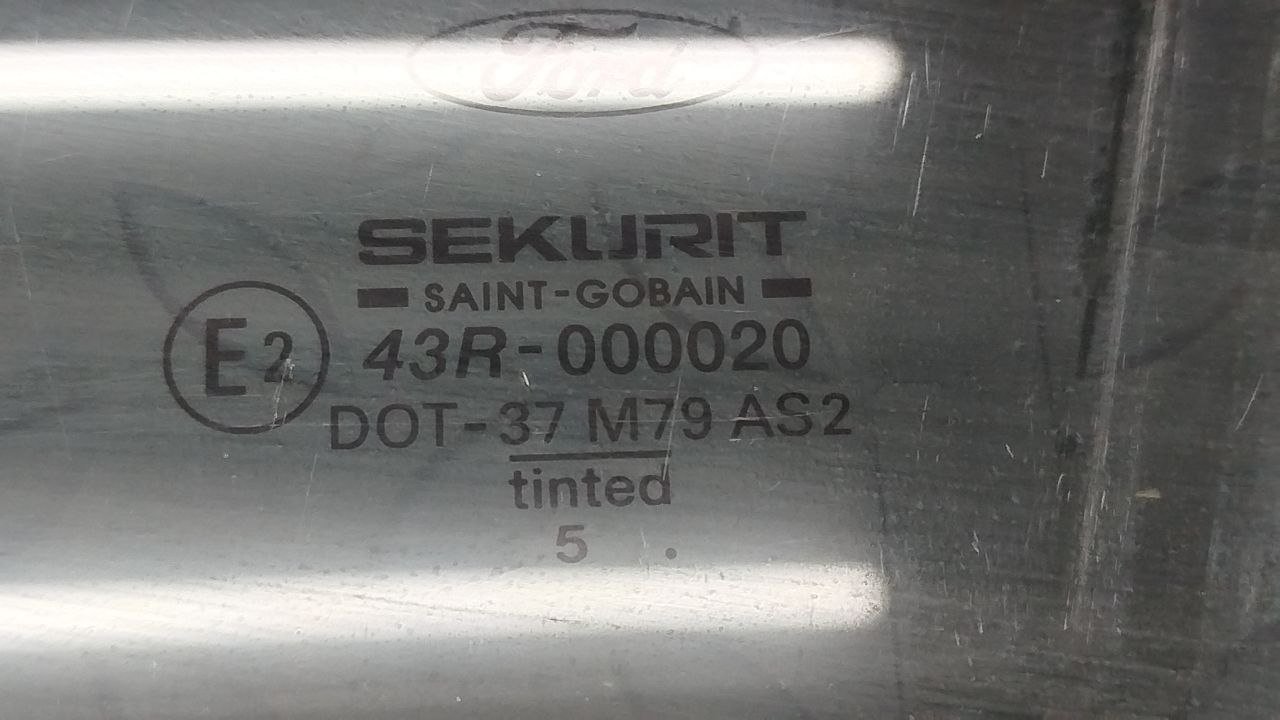 Ford
SEKURIT
SAINT-GOBAIN
E2 43R-000020
DOT-37 M79 AS2
tinted
5 .